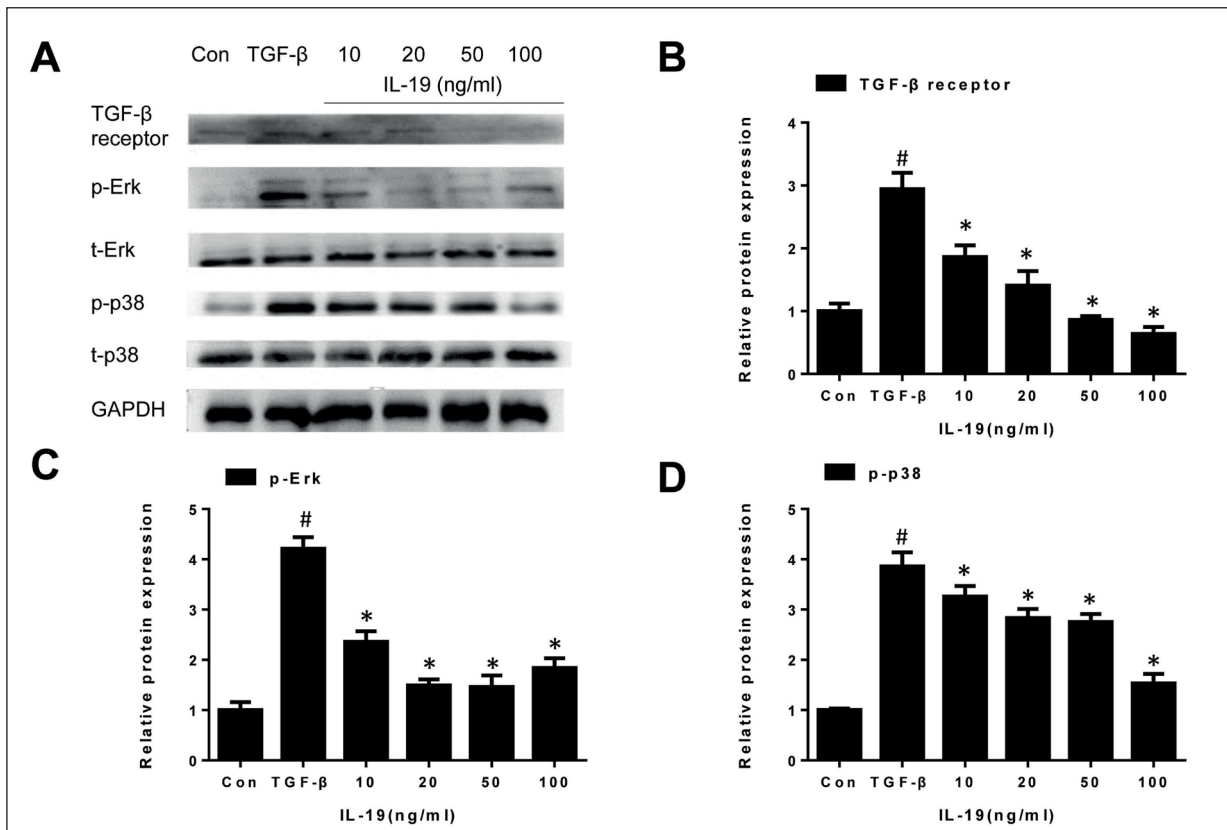 A
Con TGF-β 10 20 50 100
IL-19 (ng/ml)
TGF-β
receptor
p-Erk
t-Erk
p-p38
t-p38
GAPDH
B
TGF-β receptor
Relative protein expression
4
3
2
1
0
#
*
*
*
*
Con TGF-β 10 20 50 100
IL-19(ng/ml)
C
p-Erk
Relative protein expression
5
4
3
2
1
0
#
*
*
*
*
Con TGF-β 10 20 50 100
IL-19(ng/ml)
D
p-p38
Relative protein expression
5
4
3
2
1
0
#
*
*
*
*
Con TGF-β 10 20 50 100
IL-19(ng/ml)